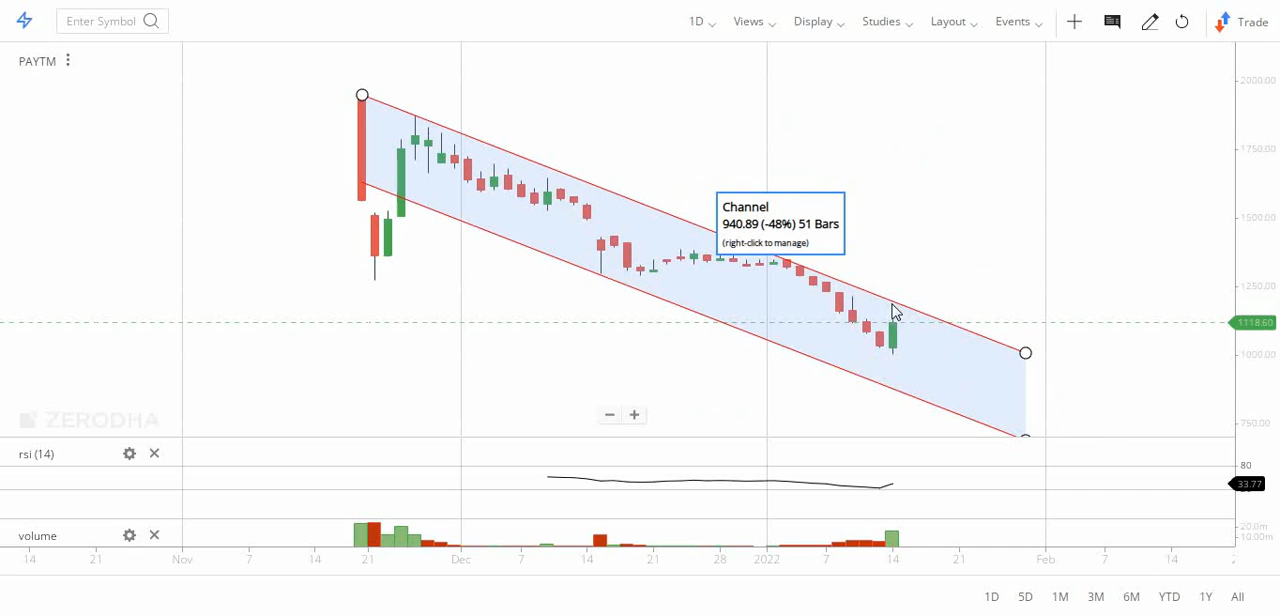 Enter Symbol
1D Views Display Studies Layout Events Trade
PAYTM
2000.00
1750.00
1500.00
1250.00
1118.60
1000.00
750.00
Channel
940.89 (-48%) 51 Bars
(right-click to manage)
ZERODHA
rsi (14)
80
33.77
volume
20.0m
10.00m
14 21 Nov 7 14 21 Dec 7 14 21 28 2022 7 14 21 Feb 7 14
1D 5D 1M 3M 6M YTD 1Y All